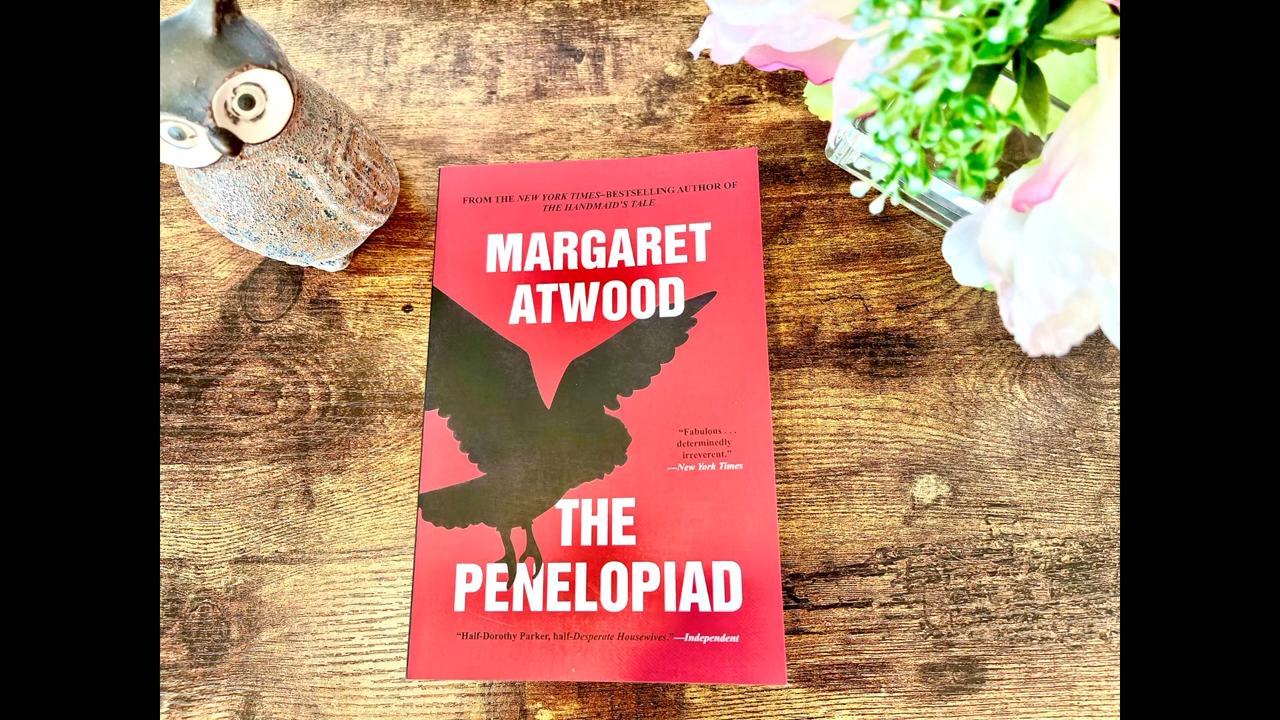 FROM THE NEW YORK TIMES–BESTSELLING AUTHOR OF
THE HANDMAID'S TALE
MARGARET
ATWOOD
“Fabulous . . .
determinedly
irreverent.”
—New York Times
THE
PENELOPIAD
“Half-Dorothy Parker, half-Desperate Housewives.”—Independent